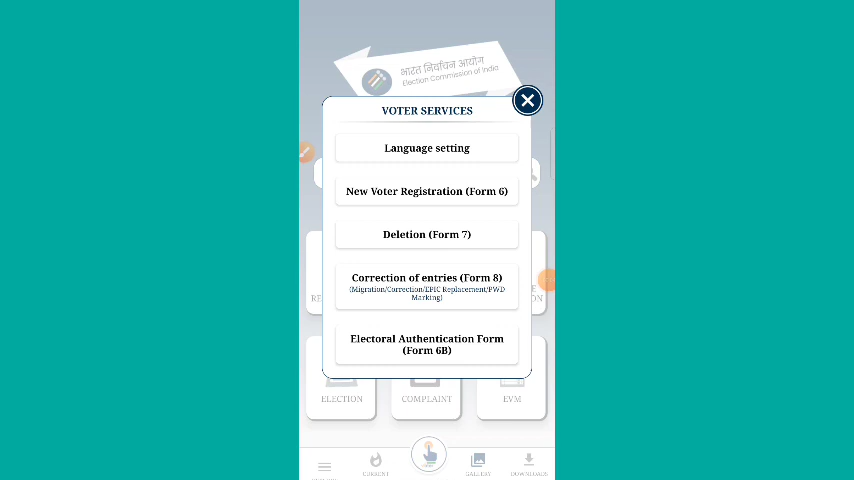 भारत निर्वाचन आयोग
Election Commission of India
VOTER SERVICES
Language setting
New Voter Registration (Form 6)
Deletion (Form 7)
Correction of entries (Form 8)
(Migration/Correction/EPIC Replacement/PWD
Marking)
Electoral Authentication Form
(Form 6B)
ELECTION
COMPLAINT
EVM
CURRENT
GALLERY
DOWNLOADS